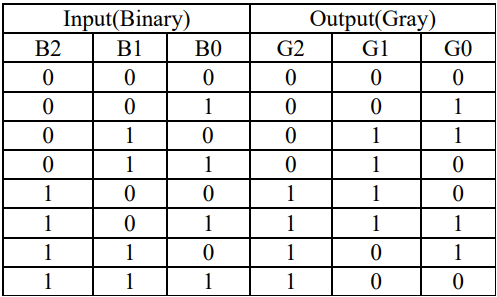 Input(Binary) Output(Gray)
B2 B1 B0 G2 G1 G0
0 0 0 0 0 0
0 0 1 0 0 1
0 1 0 0 1 1
0 1 1 0 1 0
1 0 0 1 1 0
1 0 1 1 1 1
1 1 0 1 0 1
1 1 1 1 0 0